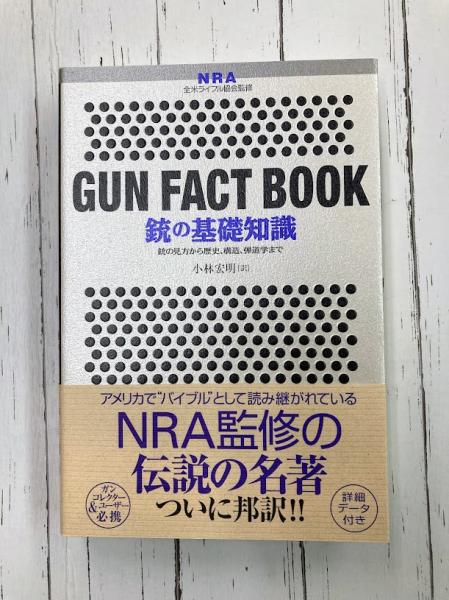 NRA
全米ライフル協会監修
GUN FACT BOOK
銃の基礎知識
銃の見方から歴史、構造、弾道学まで
小林宏明[訳]
アメリカで“バイブル”として読み継がれている
NRA監修の
伝説の名著
ついに邦訳!!
ガン
コレクター
&ユーザー
必携
詳細
データ
付き